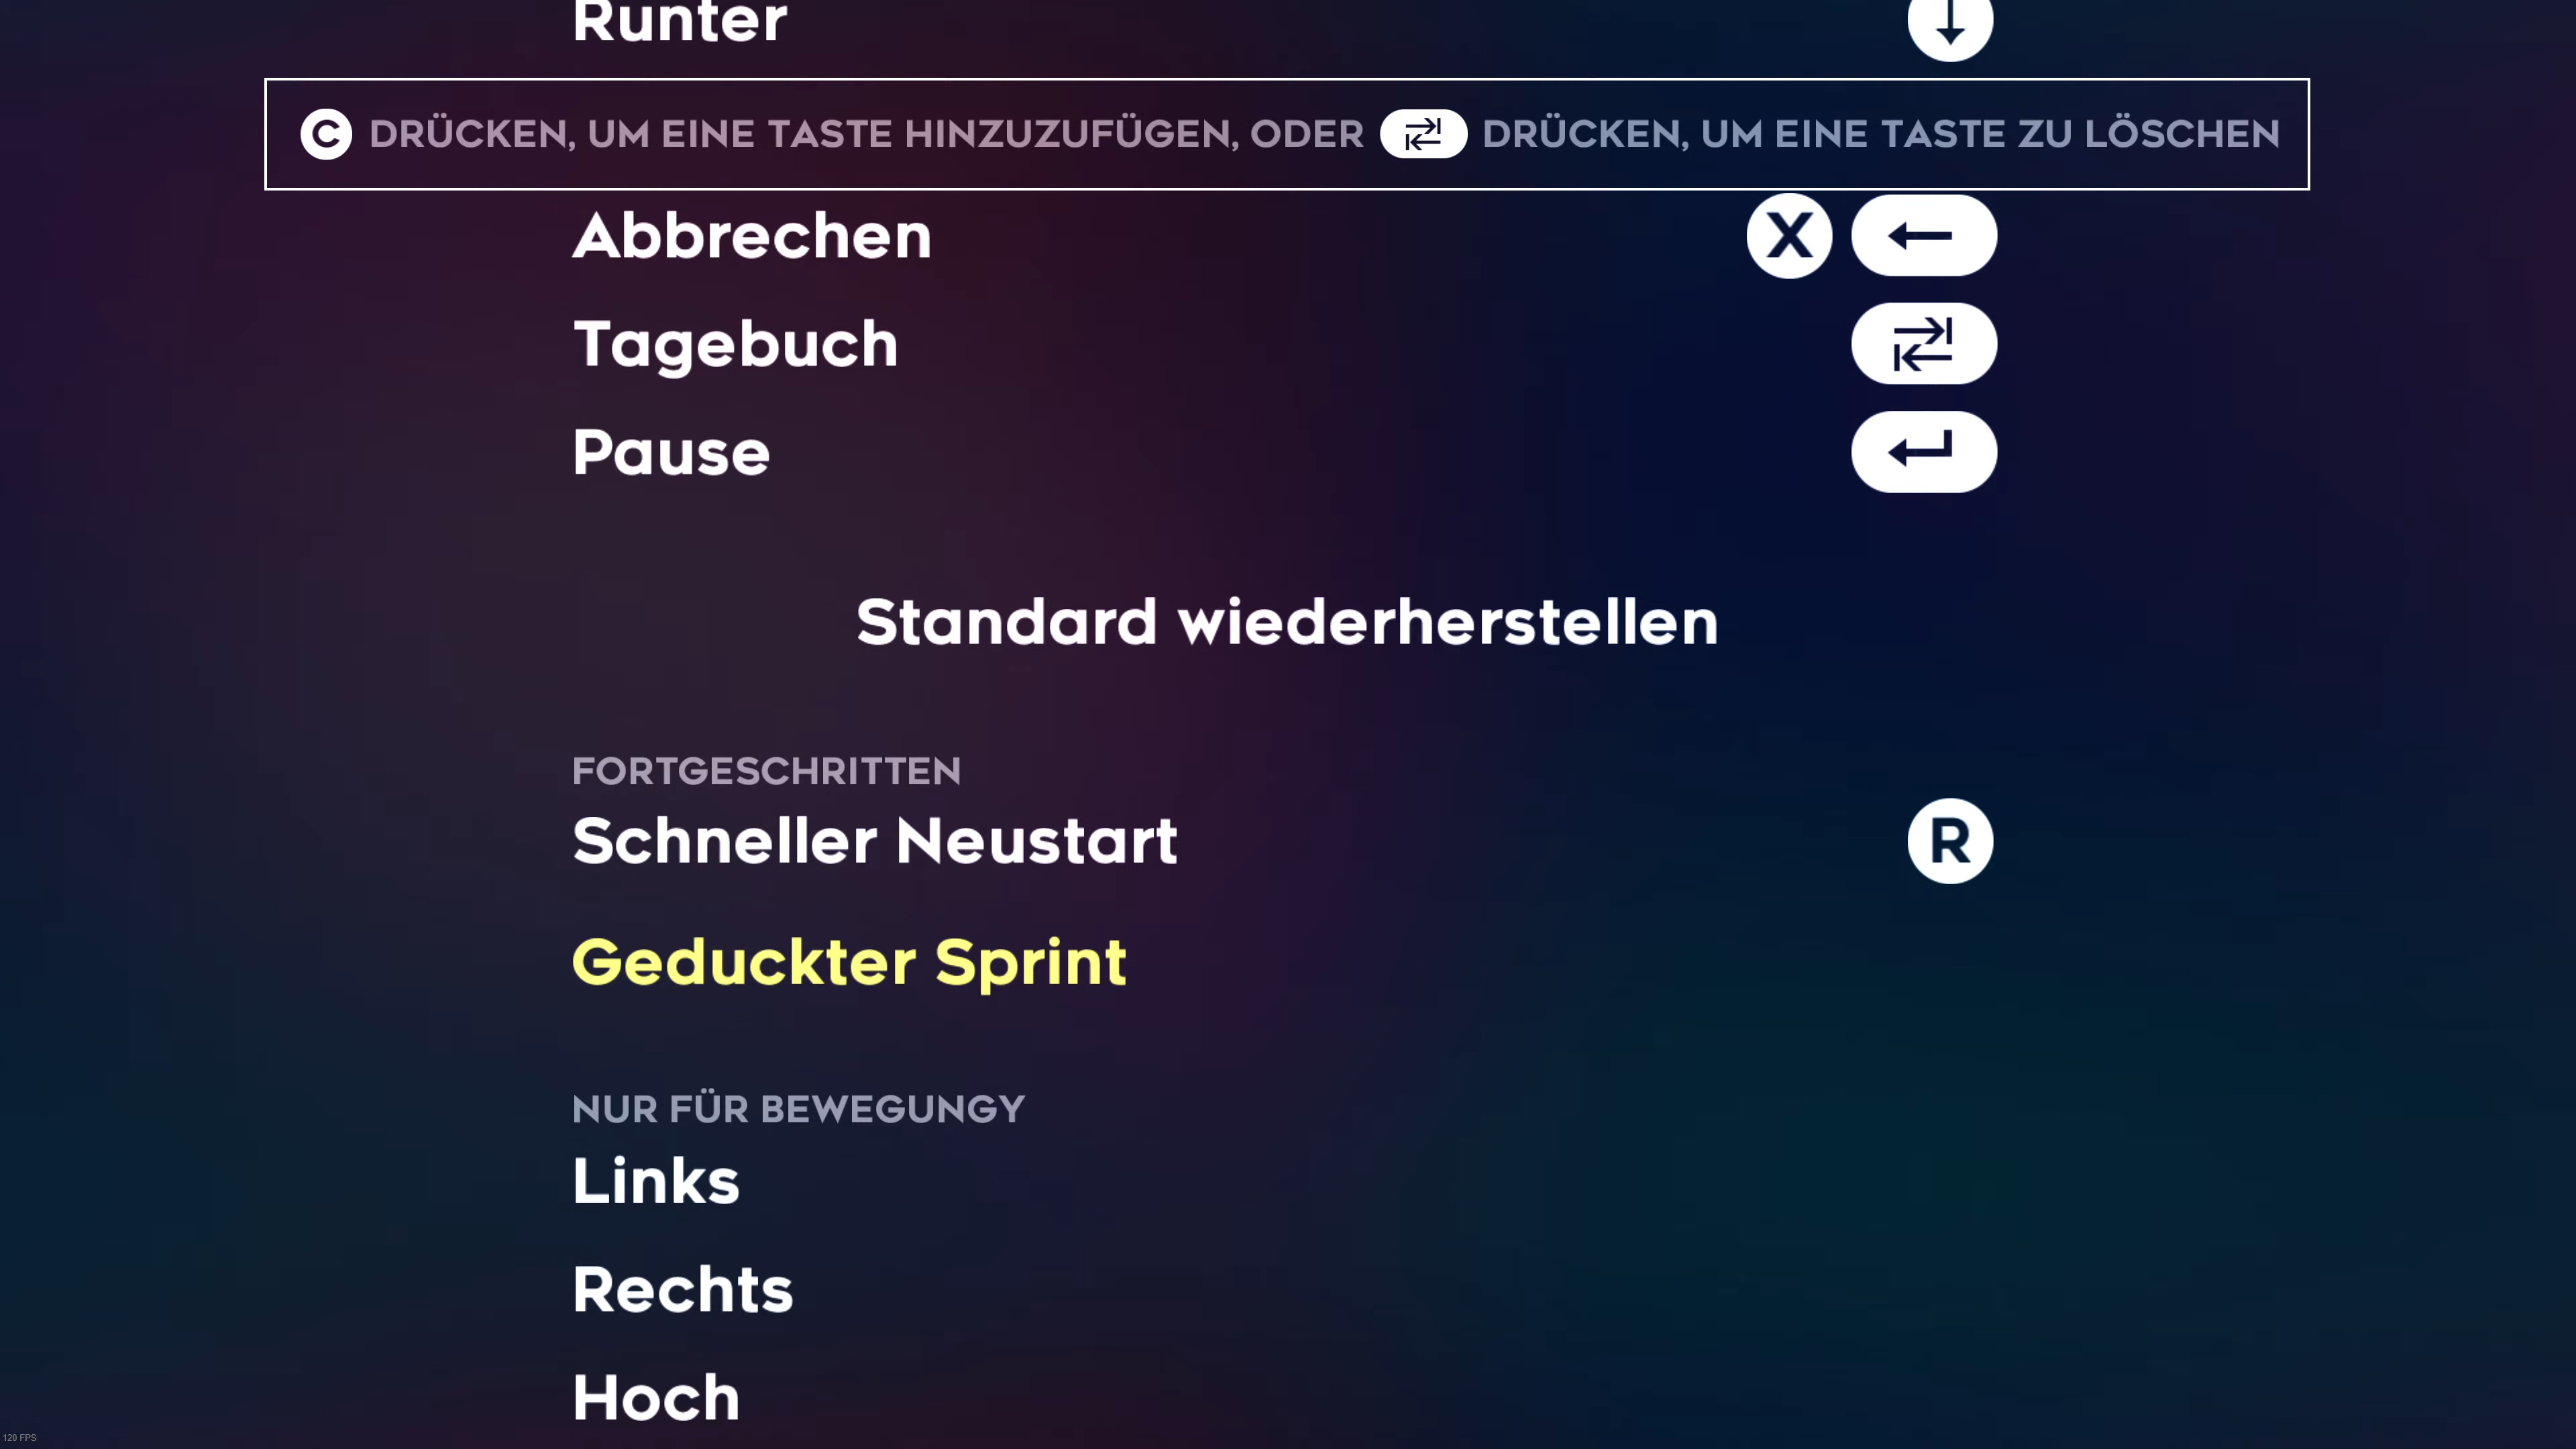 Runter
C DRÜCKEN, UM EINE TASTE HINZUZUFÜGEN, ODER DRÜCKEN, UM EINE TASTE ZU LÖSCHEN
Abbrechen X
Tagebuch
Pause
Standard wiederherstellen
FORTGESCHRITTEN
Schneller Neustart R
Geduckter Sprint
NUR FÜR BEWEGUNGY
Links
Rechts
Hoch
120 FPS